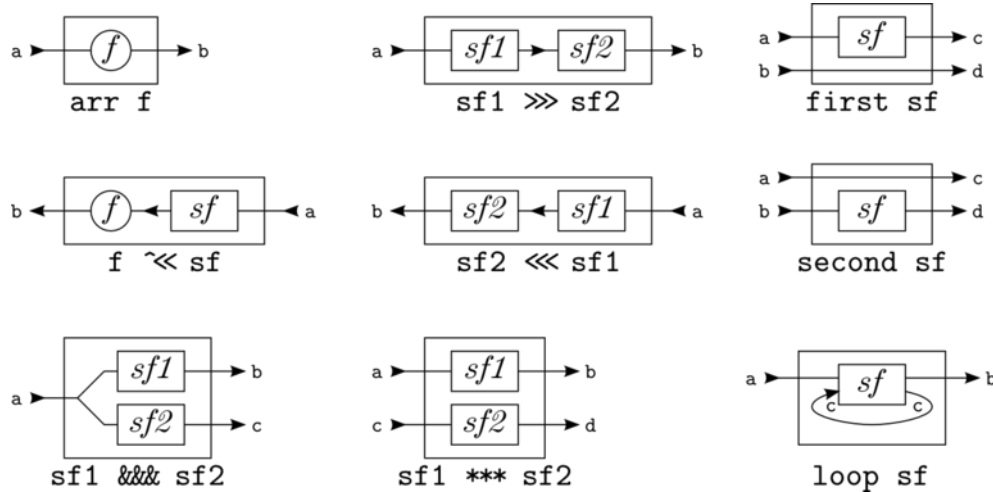 a f b
arr f
a sf1 sf2 b
sf1 >>> sf2
a sf c
b d
first sf
b f sf a
f ^<< sf
b sf2 sf1 a
sf2 <<< sf1
a c
b sf d
second sf
sf1 b
a
sf2 c
sf1 &&& sf2
a sf1 b
c sf2 d
sf1 *** sf2
a sf b
c c
loop sf